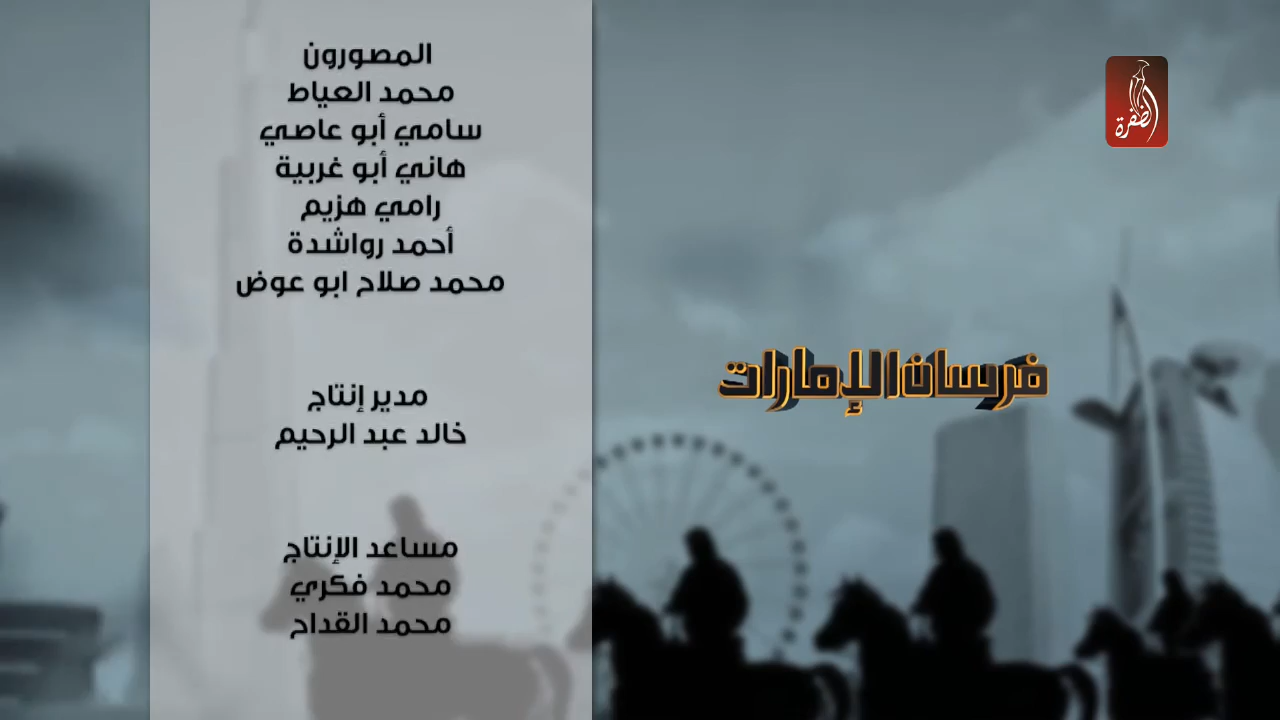 المصورون
محمد العياط
سامي أبو عاصي
هاني أبو غربية
رامي هزيم
أحمد رواشدة
محمد صلاح ابو عوض
مدير إنتاج
خالد عبد الرحيم
مساعد الإنتاج
محمد فكري
محمد القداح
فرسان الإمارات
الظفرة